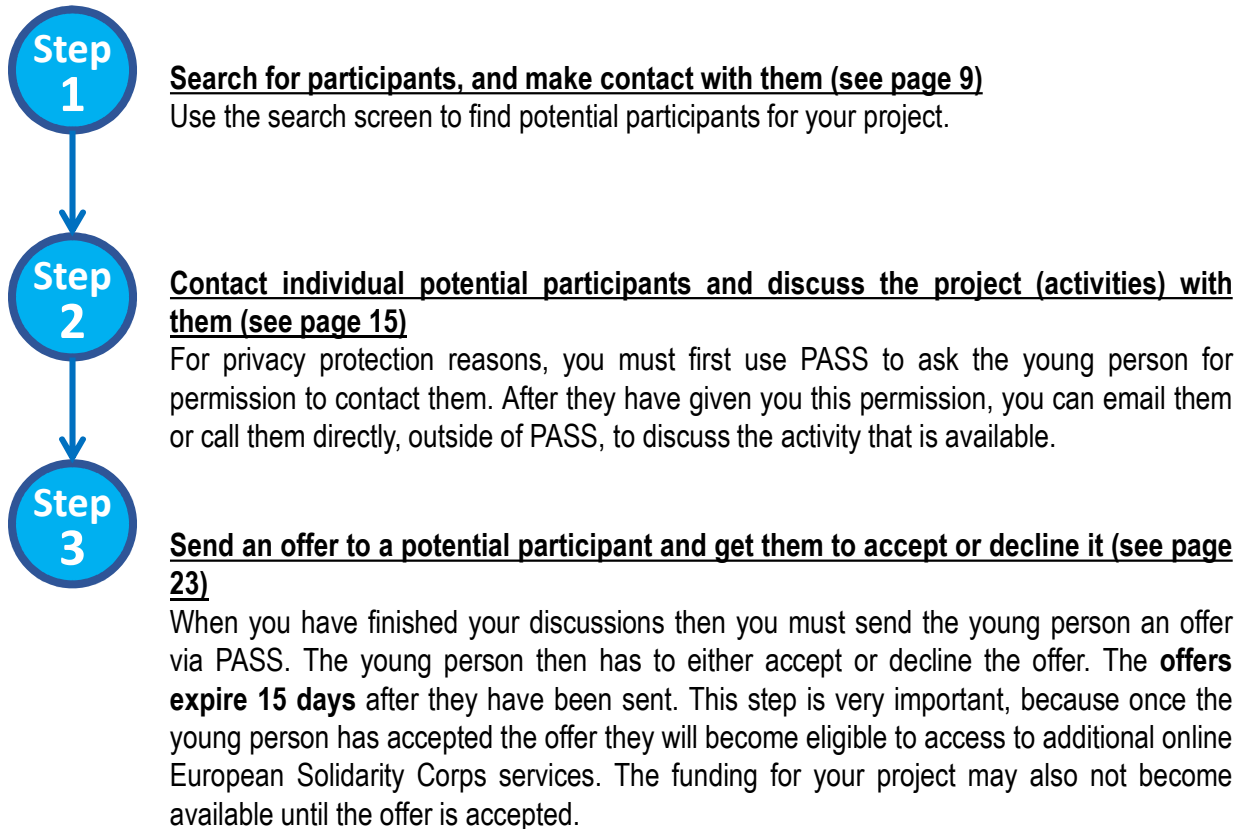 Step
1
Search for participants, and make contact with them (see page 9)
Use the search screen to find potential participants for your project.
Step
2
Contact individual potential participants and discuss the project (activities) with
them (see page 15)
For privacy protection reasons, you must first use PASS to ask the young person for
permission to contact them. After they have given you this permission, you can email them
or call them directly, outside of PASS, to discuss the activity that is available.
Step
3
Send an offer to a potential participant and get them to accept or decline it (see page
23)
When you have finished your discussions then you must send the young person an offer
via PASS. The young person then has to either accept or decline the offer. The offers
expire 15 days after they have been sent. This step is very important, because once the
young person has accepted the offer they will become eligible to access to additional online
European Solidarity Corps services. The funding for your project may also not become
available until the offer is accepted.